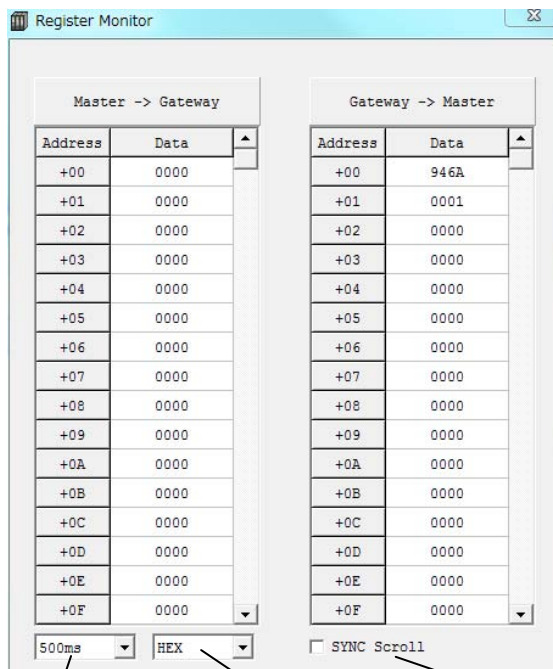 Register Monitor
Master -> Gateway
Gateway -> Master
Address Data Address Data
+00 0000 +00 946A
+01 0000 +01 0001
+02 0000 +02 0000
+03 0000 +03 0000
+04 0000 +04 0000
+05 0000 +05 0000
+06 0000 +06 0000
+07 0000 +07 0000
+08 0000 +08 0000
+09 0000 +09 0000
+0A 0000 +0A 0000
+0B 0000 +0B 0000
+0C 0000 +0C 0000
+0D 0000 +0D 0000
+0E 0000 +0E 0000
+0F 0000 +0F 0000
500ms HEX SYNC Scroll